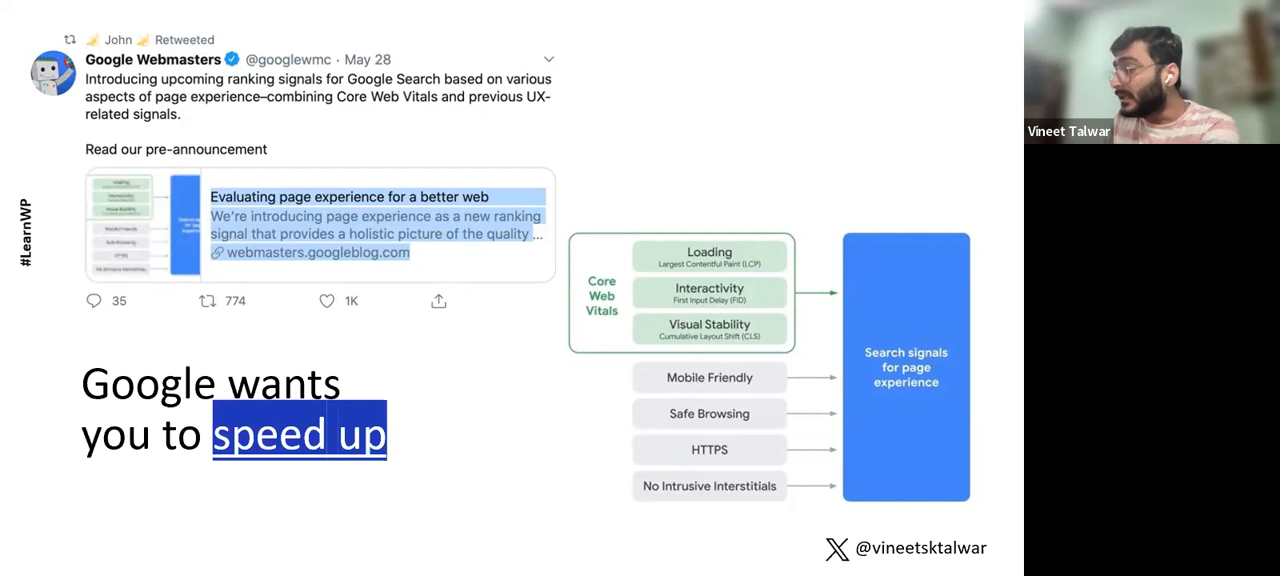 John Retweeted
Google Webmasters @googlewmc · May 28
Introducing upcoming ranking signals for Google Search based on various
aspects of page experience–combining Core Web Vitals and previous UX-
related signals.
Read our pre-announcement
Evaluating page experience for a better web
We're introducing page experience as a new ranking
signal that provides a holistic picture of the quality ...
webmasters.googleblog.com
35
774
1K
#LearnWP
Google wants
you to speed up
Core
Web
Vitals
Loading
Largest Contentful Paint (LCP)
Interactivity
First Input Delay (FID)
Visual Stability
Cumulative Layout Shift (CLS)
Mobile Friendly
Safe Browsing
HTTPS
No Intrusive Interstitials
Search signals
for page
experience
@vineetsktalwar
Vineet Talwar